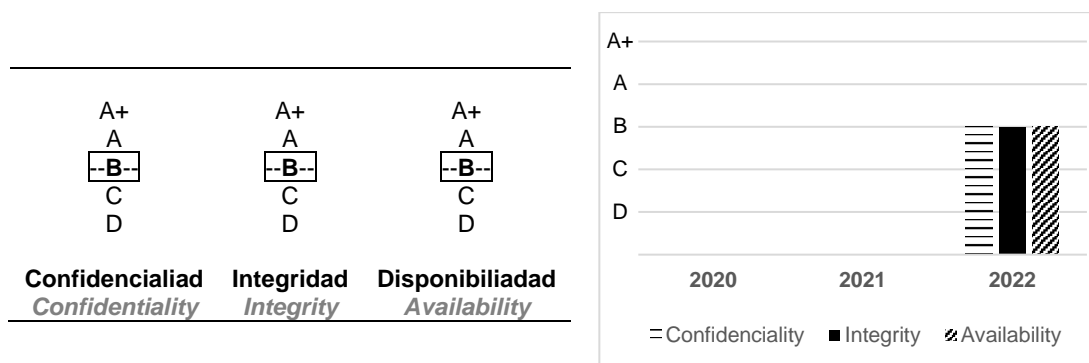 A+ A+ A+
A A A
--B-- --B-- --B--
C C C
D D D
Confidencialiad Integridad Disponibiliadad
Confidentiality Integrity Availability
A+
A
B
C
D
2020 2021 2022
Confidenciality Integrity Availability